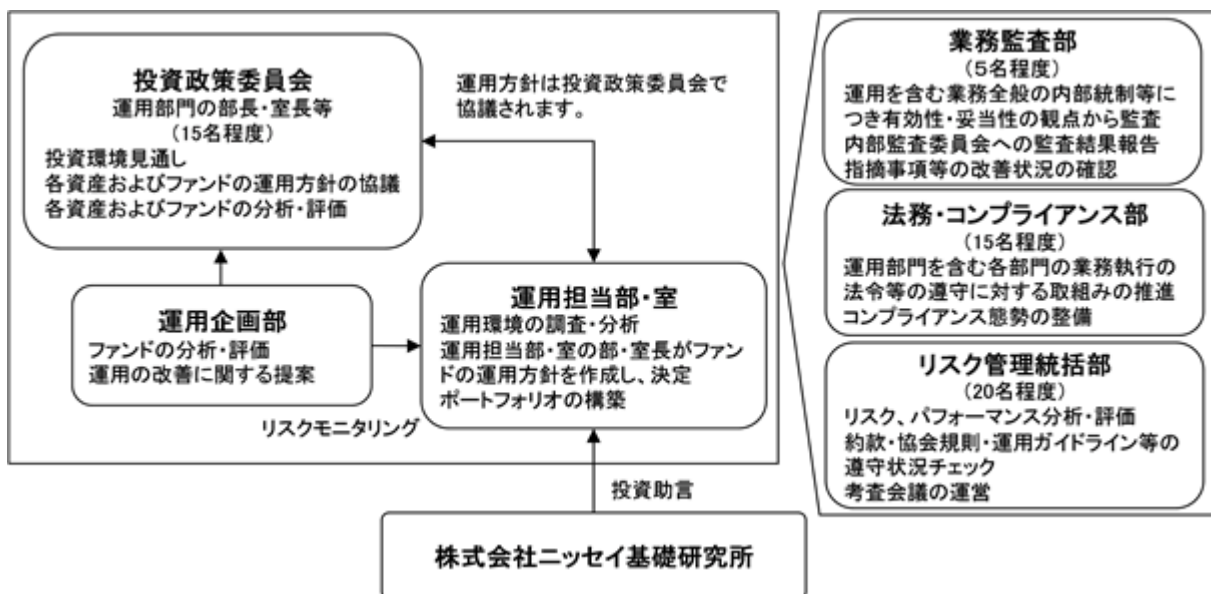 投資政策委員会
運用部門の部長・室長等
(15名程度)
投資環境見通し
各資産およびファンドの運用方針の協議
各資産およびファンドの分析・評価
運用方針は投資政策委員会で
協議されます。
運用企画部
ファンドの分析・評価
運用の改善に関する提案
運用担当部・室
運用環境の調査・分析
運用担当部・室の部・室長がファン
ドの運用方針を作成し、決定
ポートフォリオの構築
リスクモニタリング
投資助言
株式会社ニッセイ基礎研究所
業務監査部
(5名程度)
運用を含む業務全般の内部統制等に
つき有効性・妥当性の観点から監査
内部監査委員会への監査結果報告
指摘事項等の改善状況の確認
法務・コンプライアンス部
(15名程度)
運用部門を含む各部門の業務執行の
法令等の遵守に対する取組みの推進
コンプライアンス態勢の整備
リスク管理統括部
(20名程度)
リスク、パフォーマンス分析・評価
約款・協会規則・運用ガイドライン等の
遵守状況チェック
考査会議の運営